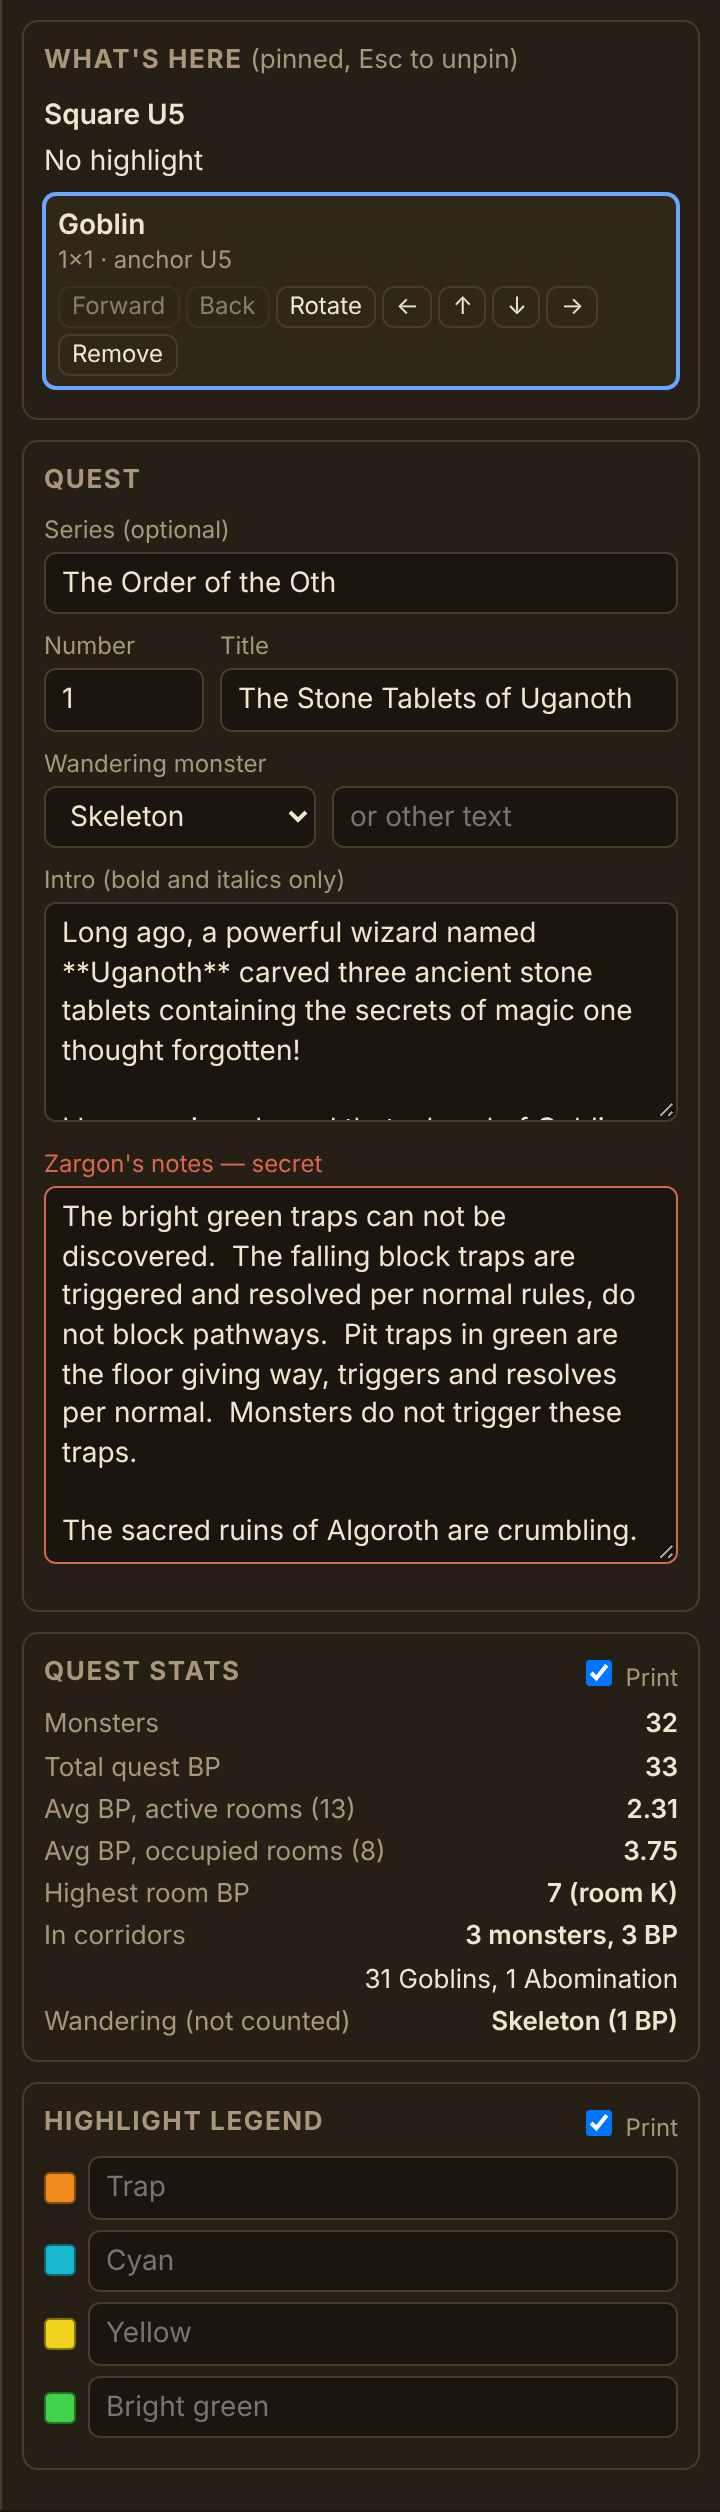 WHAT'S HERE (pinned, Esc to unpin)
Square U5
No highlight
Goblin
1×1 · anchor U5
Forward Back Rotate ← ↑ ↓ →
Remove
QUEST
Series (optional)
The Order of the Oth
Number Title
1 The Stone Tablets of Uganoth
Wandering monster
Skeleton or other text
Intro (bold and italics only)
Long ago, a powerful wizard named
**Uganoth** carved three ancient stone
tablets containing the secrets of magic one
thought forgotten!
Zargon's notes — secret
The bright green traps can not be
discovered.  The falling block traps are
triggered and resolved per normal rules, do
not block pathways.  Pit traps in green are
the floor giving way, triggers and resolves
per normal.  Monsters do not trigger these
traps.
The sacred ruins of Algoroth are crumbling.
QUEST STATS Print
Monsters 32
Total quest BP 33
Avg BP, active rooms (13) 2.31
Avg BP, occupied rooms (8) 3.75
Highest room BP 7 (room K)
In corridors 3 monsters, 3 BP
31 Goblins, 1 Abomination
Wandering (not counted) Skeleton (1 BP)
HIGHLIGHT LEGEND Print
Trap
Cyan
Yellow
Bright green